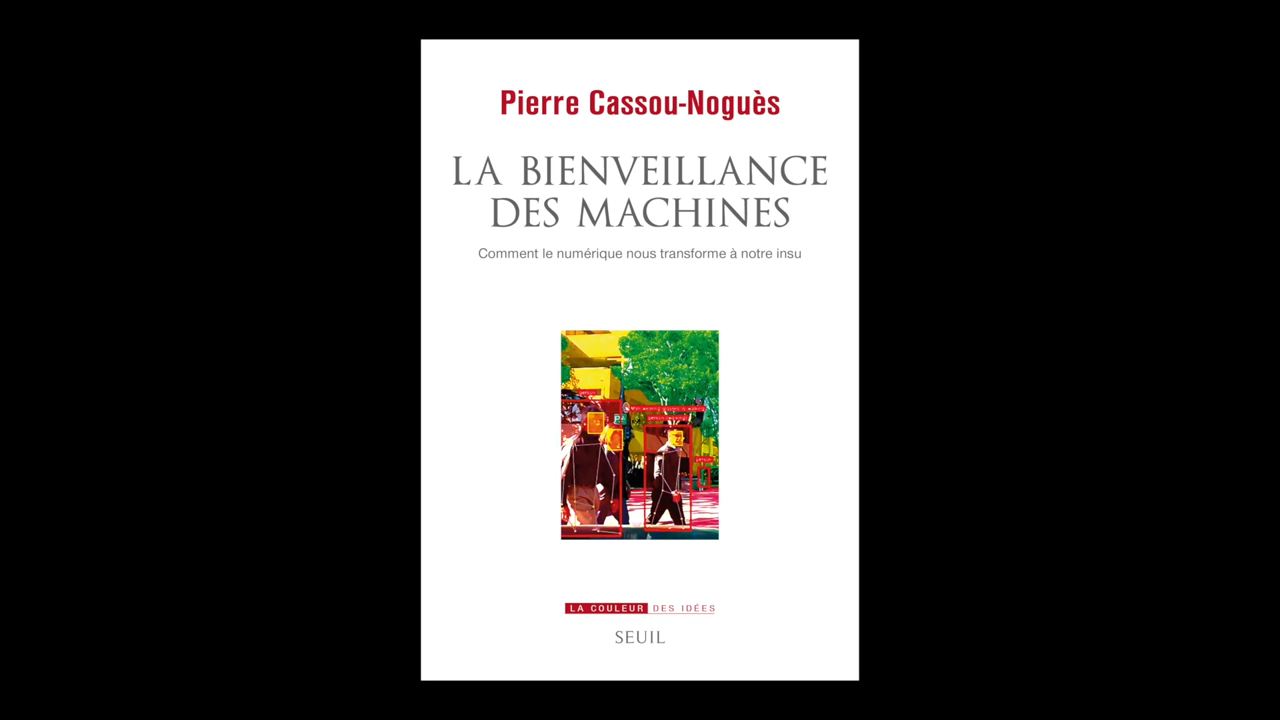 Pierre Cassou-Noguès
LA BIENVEILLANCE
DES MACHINES
Comment le numérique nous transforme à notre insu
LA COULEUR DES IDÉES
SEUIL